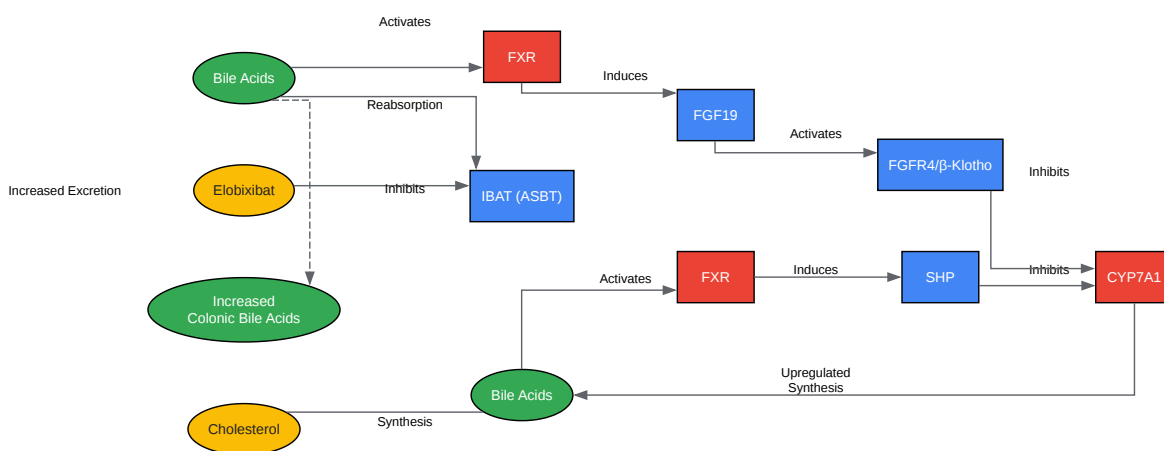 Activates
FXR
Bile Acids
Induces
Reabsorption
FGF19
Activates
FGFR4/β-Klotho
Inhibits
Increased Excretion
Elobixibat
Inhibits
IBAT (ASBT)
Activates
FXR
Induces
SHP
Inhibits
CYP7A1
Increased
Colonic Bile Acids
Upregulated
Synthesis
Bile Acids
Cholesterol
Synthesis